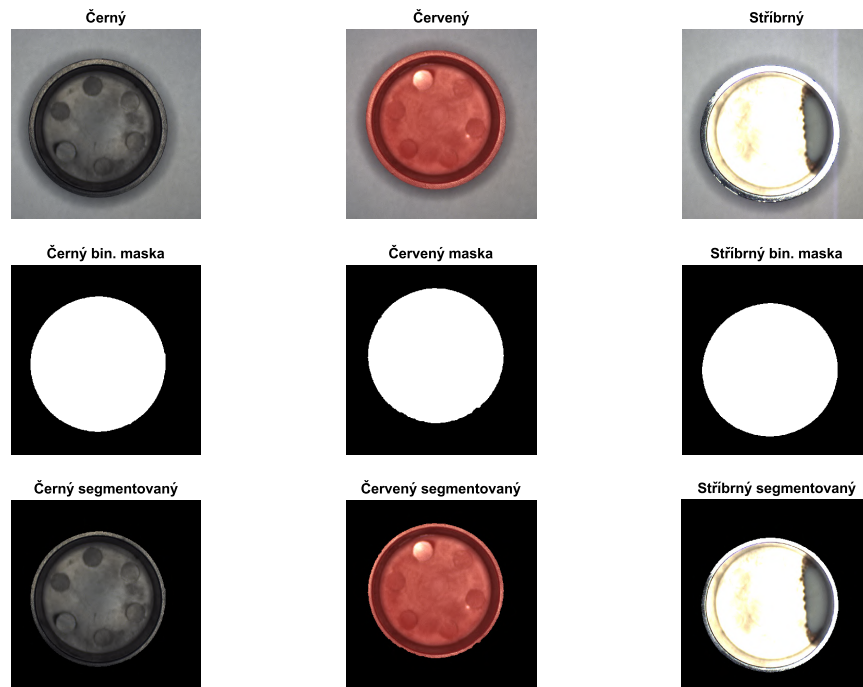 Černý
Červený
Stříbrný
Černý bin. maska
Červený maska
Stříbrný bin. maska
Černý segmentovaný
Červený segmentovaný
Stříbrný segmentovaný